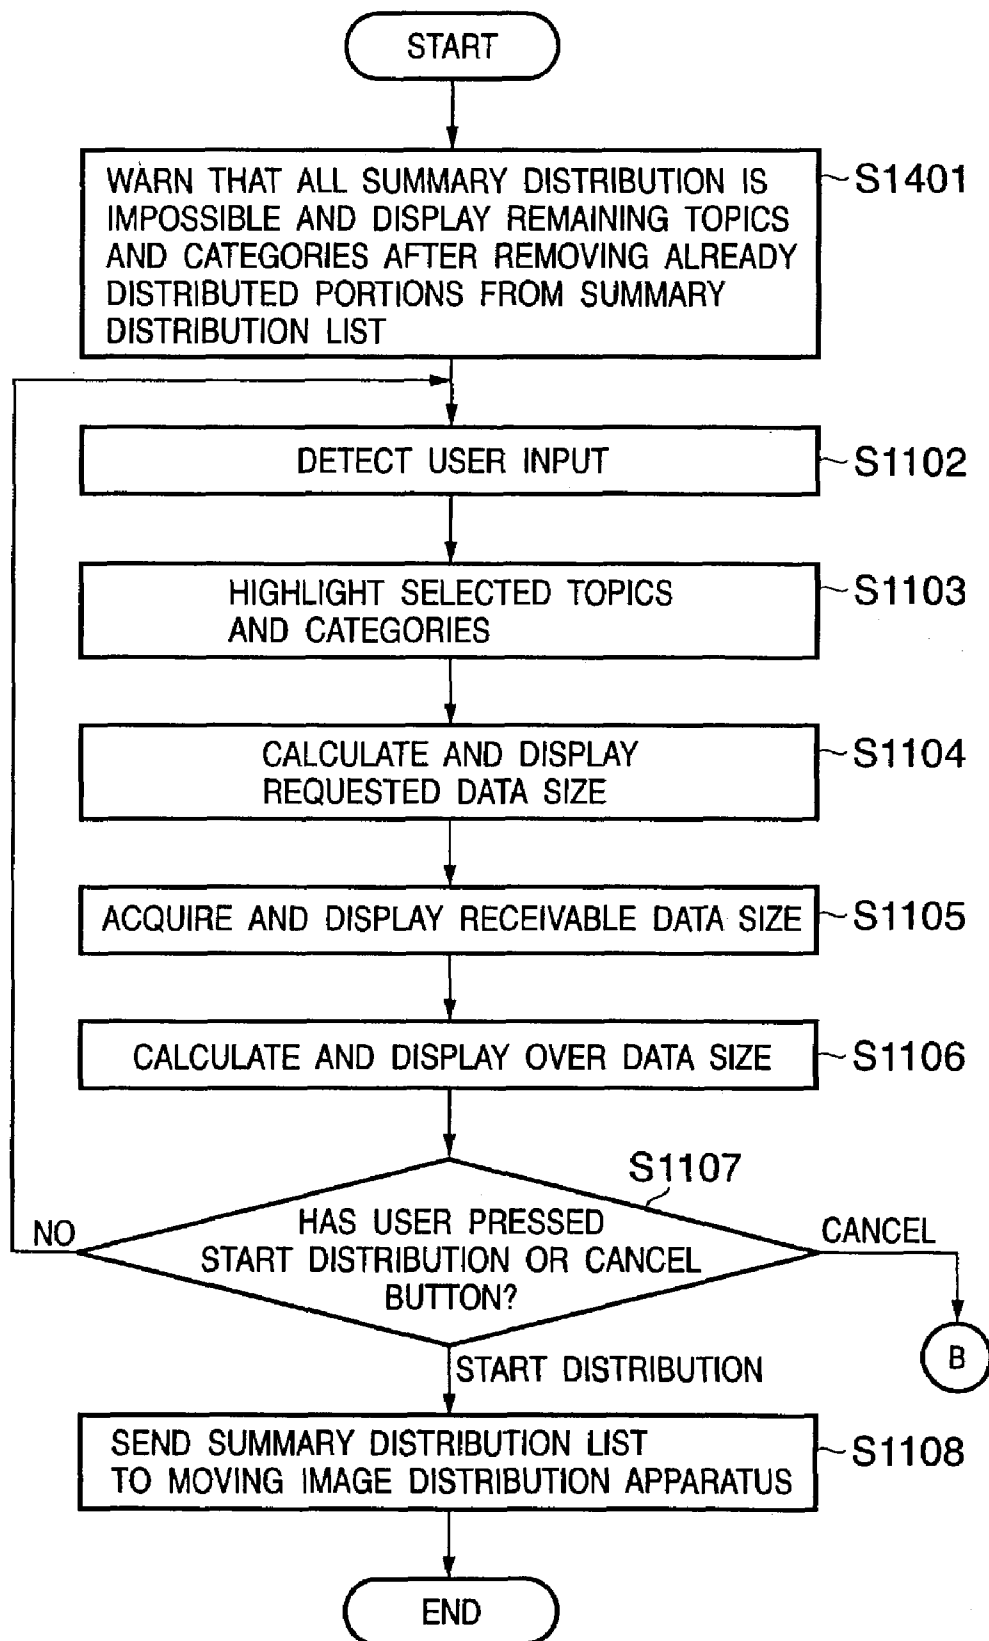 START
WARN THAT ALL SUMMARY DISTRIBUTION IS
IMPOSSIBLE AND DISPLAY REMAINING TOPICS
AND CATEGORIES AFTER REMOVING ALREADY
DISTRIBUTED PORTIONS FROM SUMMARY
DISTRIBUTION LIST
S1401
DETECT USER INPUT
S1102
HIGHLIGHT SELECTED TOPICS
AND CATEGORIES
S1103
CALCULATE AND DISPLAY
REQUESTED DATA SIZE
S1104
ACQUIRE AND DISPLAY RECEIVABLE DATA SIZE
S1105
CALCULATE AND DISPLAY OVER DATA SIZE
S1106
S1107
HAS USER PRESSED
START DISTRIBUTION OR CANCEL
BUTTON?
NO
CANCEL
B
START DISTRIBUTION
SEND SUMMARY DISTRIBUTION LIST
TO MOVING IMAGE DISTRIBUTION APPARATUS
S1108
END